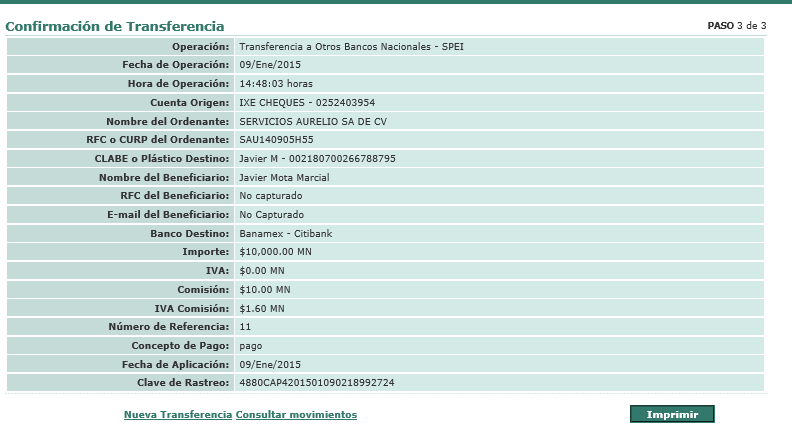 Confirmación de Transferencia PASO 3 de 3
Operación: Transferencia a Otros Bancos Nacionales - SPEI
Fecha de Operación: 09/Ene/2015
Hora de Operación: 14:48:03 horas
Cuenta Origen: IXE CHEQUES - 0252403954
Nombre del Ordenante: SERVICIOS AURELIO SA DE CV
RFC o CURP del Ordenante: SAU140905H55
CLABE o Plástico Destino: Javier M - 002180700266788795
Nombre del Beneficiario: Javier Mota Marcial
RFC del Beneficiario: No capturado
E-mail del Beneficiario: No Capturado
Banco Destino: Banamex - Citibank
Importe: $10,000.00 MN
IVA: $0.00 MN
Comisión: $10.00 MN
IVA Comisión: $1.60 MN
Número de Referencia: 11
Concepto de Pago: pago
Fecha de Aplicación: 09/Ene/2015
Clave de Rastreo: 4880CAP4201501090218992724
Nueva Transferencia Consultar movimientos Imprimir